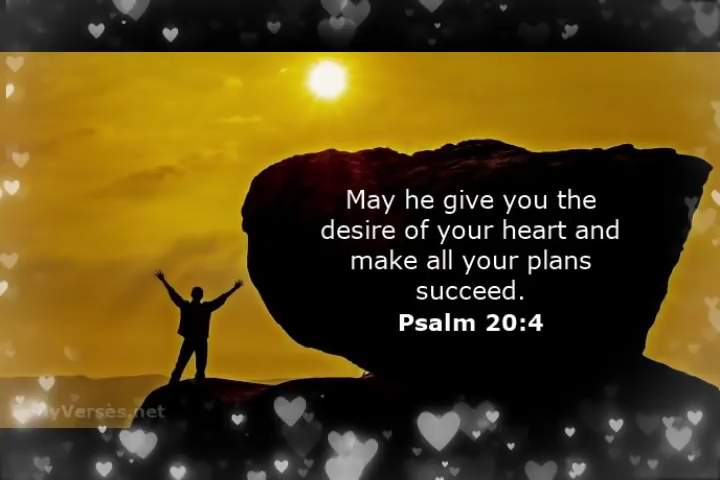 May he give you the
desire of your heart and
make all your plans
succeed.
Psalm 20:4